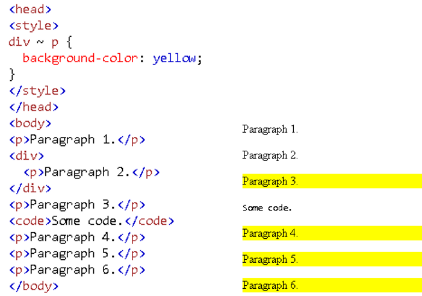 <head>
<style>
div ~ p {
  background-color: yellow;
}
</style>
</head>
<body>
<p>Paragraph 1.</p>
<div>
  <p>Paragraph 2.</p>
</div>
<p>Paragraph 3.</p>
<code>Some code.</code>
<p>Paragraph 4.</p>
<p>Paragraph 5.</p>
<p>Paragraph 6.</p>
</body>
Paragraph 1.
Paragraph 2.
Paragraph 3.
Some code.
Paragraph 4.
Paragraph 5.
Paragraph 6.